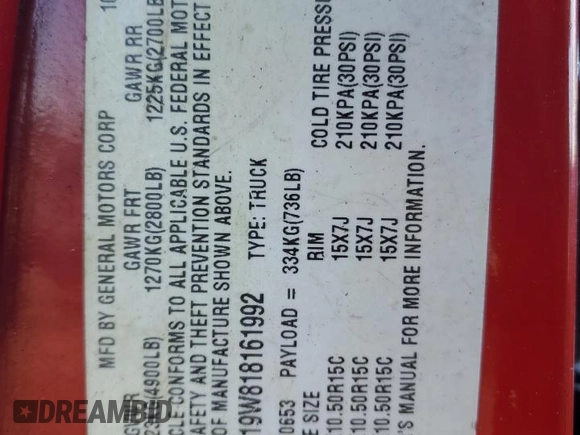 MFD BY GENERAL MOTORS CORP 10
GAWR FRT GAWR RR
(4900LB) 1270KG(2800LB) 1225KG(2700LB
CLE CONFORMS TO ALL APPLICABLE U.S. FEDERAL MOT
AFETY AND THEFT PREVENTION STANDARDS IN EFFECT
OF MANUFACTURE SHOWN ABOVE.
19W818161992 TYPE: TRUCK
0653 PAYLOAD = 334KG(736LB)
E SIZE RIM COLD TIRE PRESS
10.50R15C 15X7J 210KPA(30PSI)
10.50R15C 15X7J 210KPA(30PSI)
10.50R15C 15X7J 210KPA(30PSI)
'S MANUAL FOR MORE INFORMATION.
DREAMBID